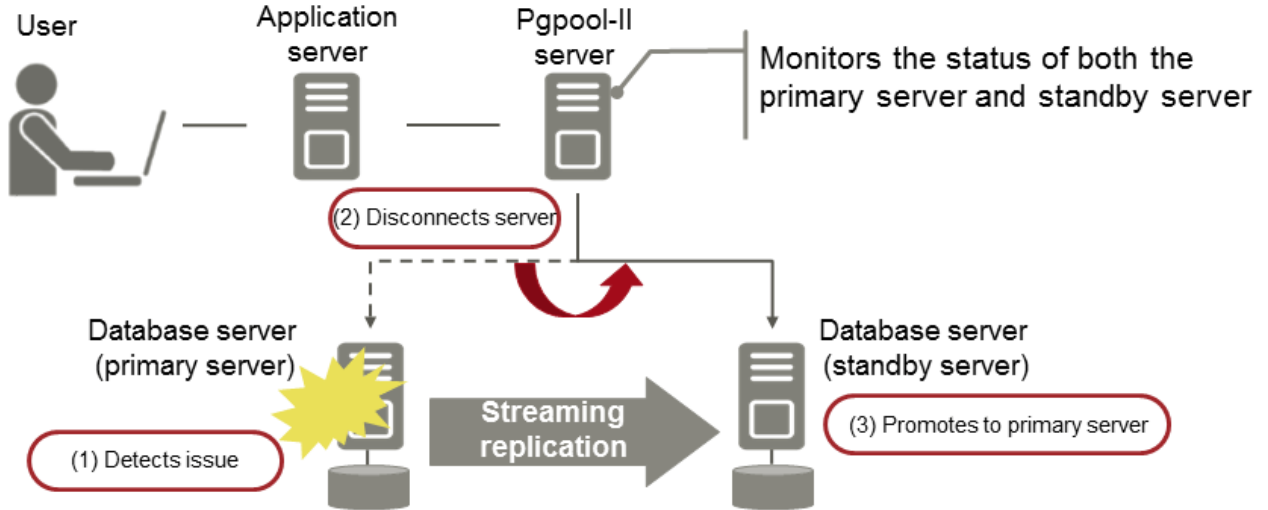 User
Application
server
Pgpool-II
server
Monitors the status of both the
primary server and standby server
(2) Disconnects server
Database server
(primary server)
Database server
(standby server)
Streaming
replication
(1) Detects issue
(3) Promotes to primary server